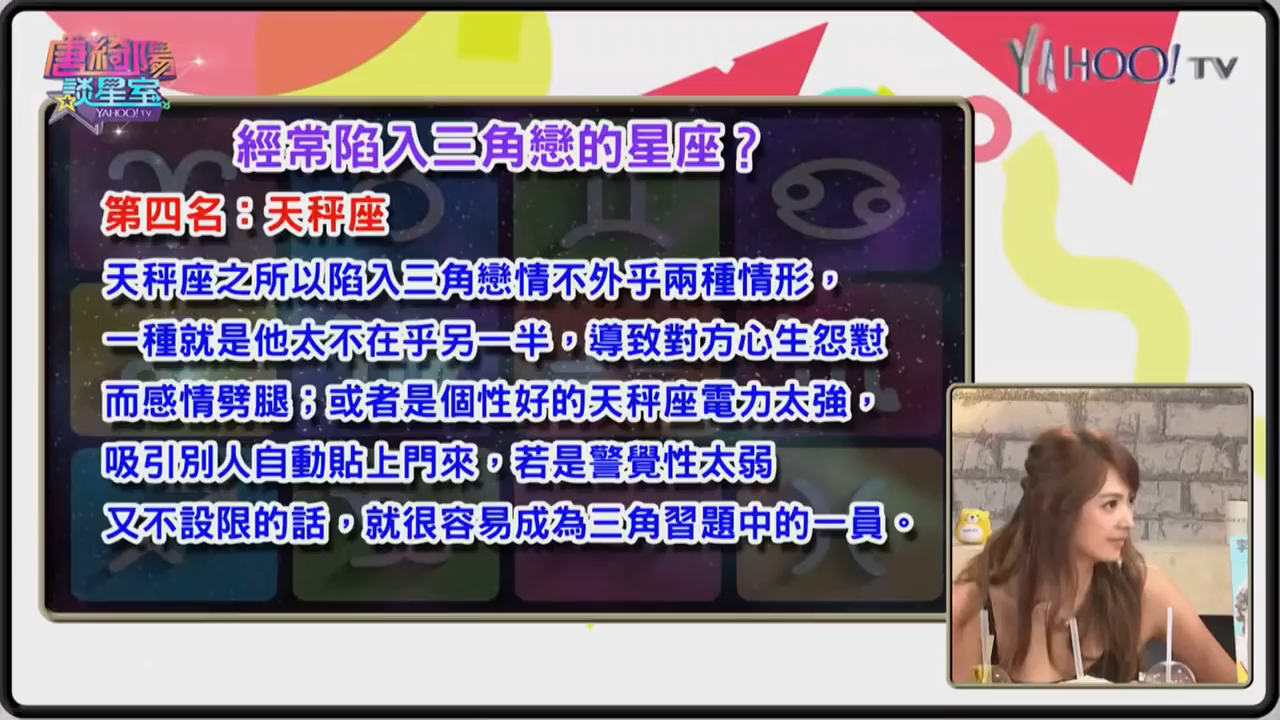 唐綺陽
談星室
YAHOO! TV
YAHOO! TV
經常陷入三角戀的星座？
第四名：天秤座
天秤座之所以陷入三角戀情不外乎兩種情形，
一種就是他太不在乎另一半，導致對方心生怨懟
而感情劈腿；或者是個性好的天秤座電力太強，
吸引別人自動貼上門來，若是警覺性太弱
又不設限的話，就很容易成為三角習題中的一員。